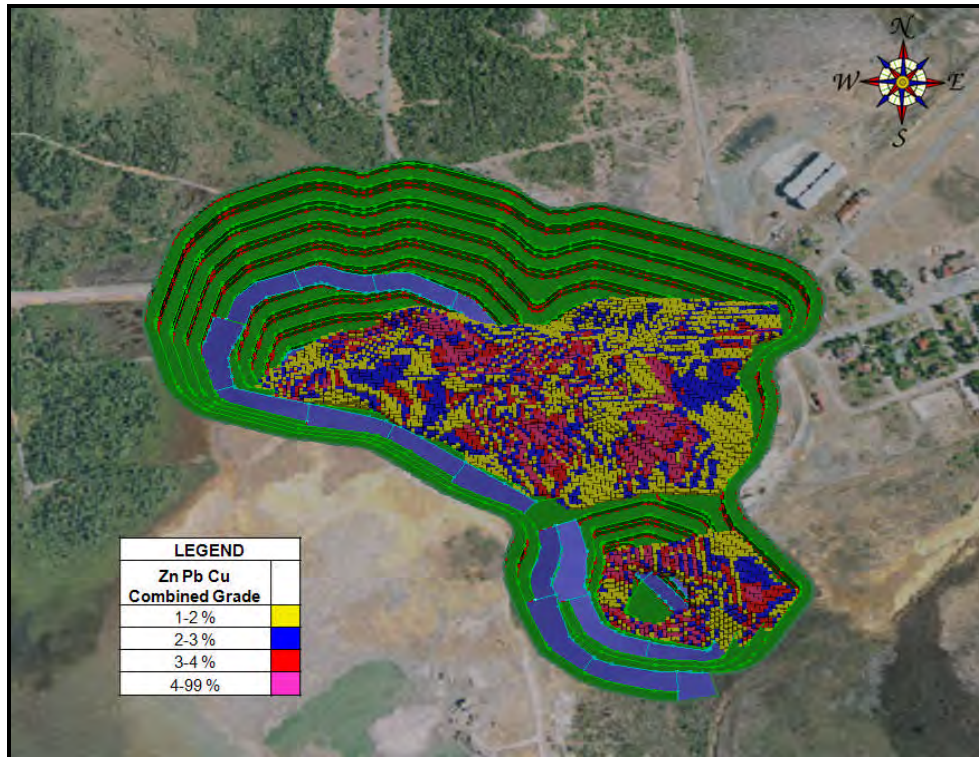 N
W E
S
LEGEND
Zn Pb Cu
Combined Grade
1-2 %
2-3 %
3-4 %
4-99 %